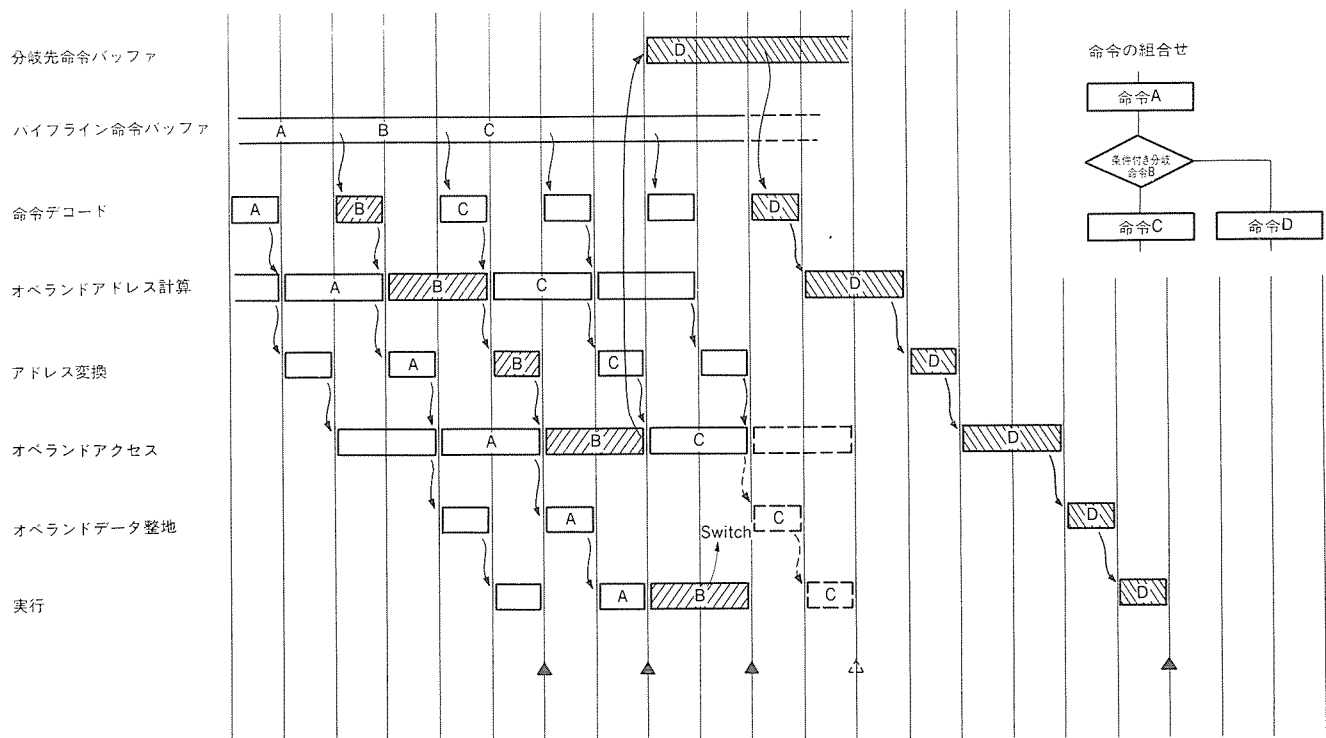 分岐先命令バッファ
D
命令の組合せ
命令A
パイプライン命令バッファ
A B C
条件付き分岐
命令B
命令デコード
A B C D
命令C 命令D
オペランドアドレス計算
A B C D
アドレス変換
A B C D
オペランドアクセス
A B C D
オペランドデータ整地
A C D
Switch
実行
A B C D